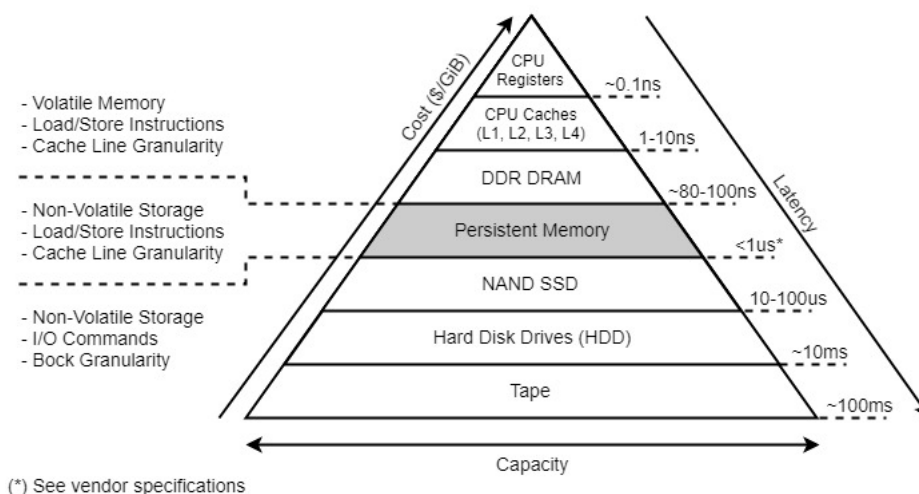 CPU
Registers
~0.1ns
Cost ($/GiB)
- Volatile Memory
- Load/Store Instructions
- Cache Line Granularity
CPU Caches
(L1, L2, L3, L4)
1-10ns
DDR DRAM
~80-100ns
Latency
- Non-Volatile Storage
- Load/Store Instructions
- Cache Line Granularity
Persistent Memory
<1us*
NAND SSD
10-100us
- Non-Volatile Storage
- I/O Commands
- Bock Granularity
Hard Disk Drives (HDD)
~10ms
Tape
~100ms
Capacity
(*) See vendor specifications